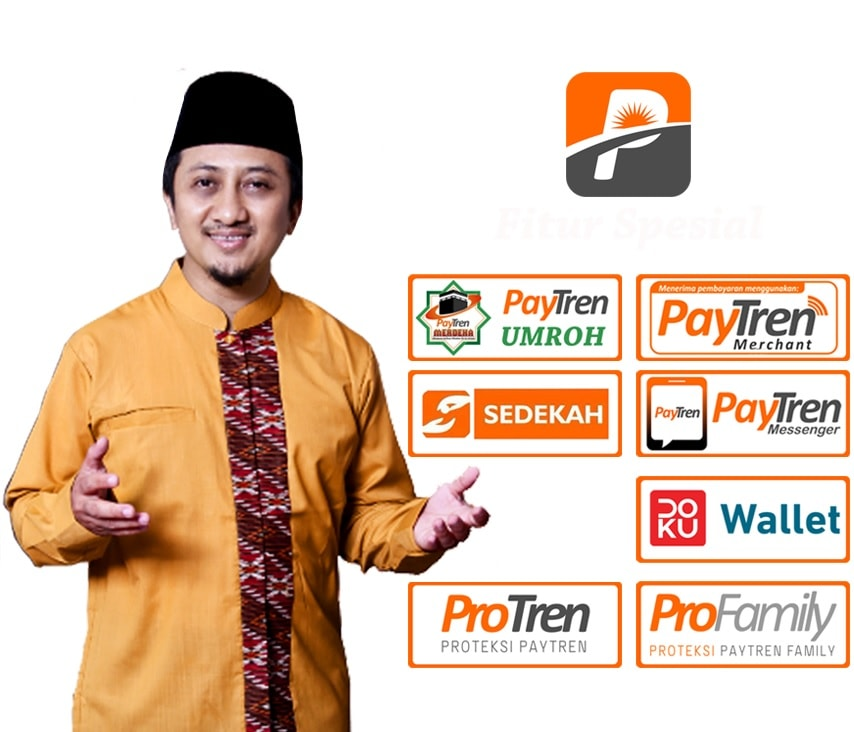 P
Fitur Spesial
PayTren
MERDEKA
PayTren
UMROH
Menerima pembayaran menggunakan:
PayTren
Merchant
SEDEKAH
PayTren
PayTren
Messenger
DOKU
Wallet
ProTren
PROTEKSI PAYTREN
ProFamily
PROTEKSI PAYTREN FAMILY